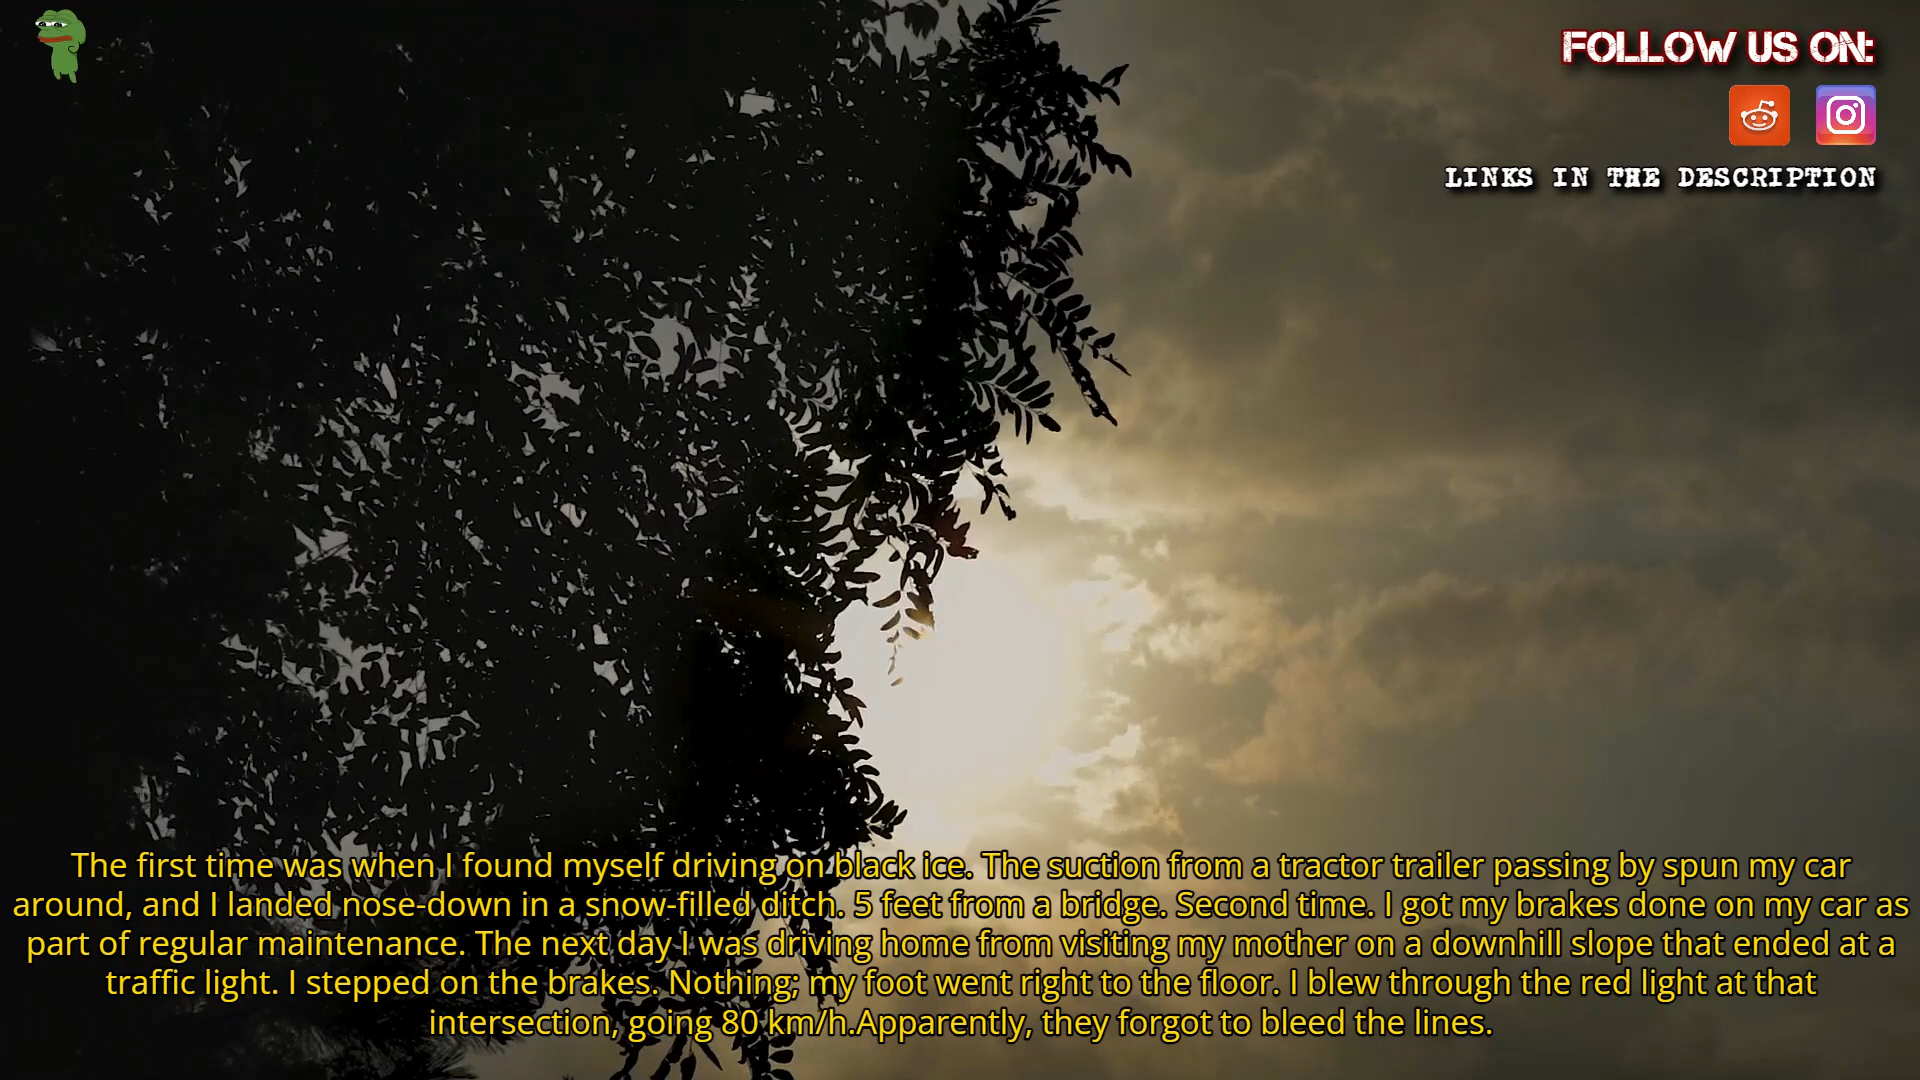 FOLLOW US ON:
LINKS IN THE DESCRIPTION
The first time was when I found myself driving on black ice. The suction from a tractor trailer passing by spun my car
around, and I landed nose-down in a snow-filled ditch. 5 feet from a bridge. Second time. I got my brakes done on my car as
part of regular maintenance. The next day I was driving home from visiting my mother on a downhill slope that ended at a
traffic light. I stepped on the brakes. Nothing; my foot went right to the floor. I blew through the red light at that
intersection, going 80 km/h.Apparently, they forgot to bleed the lines.